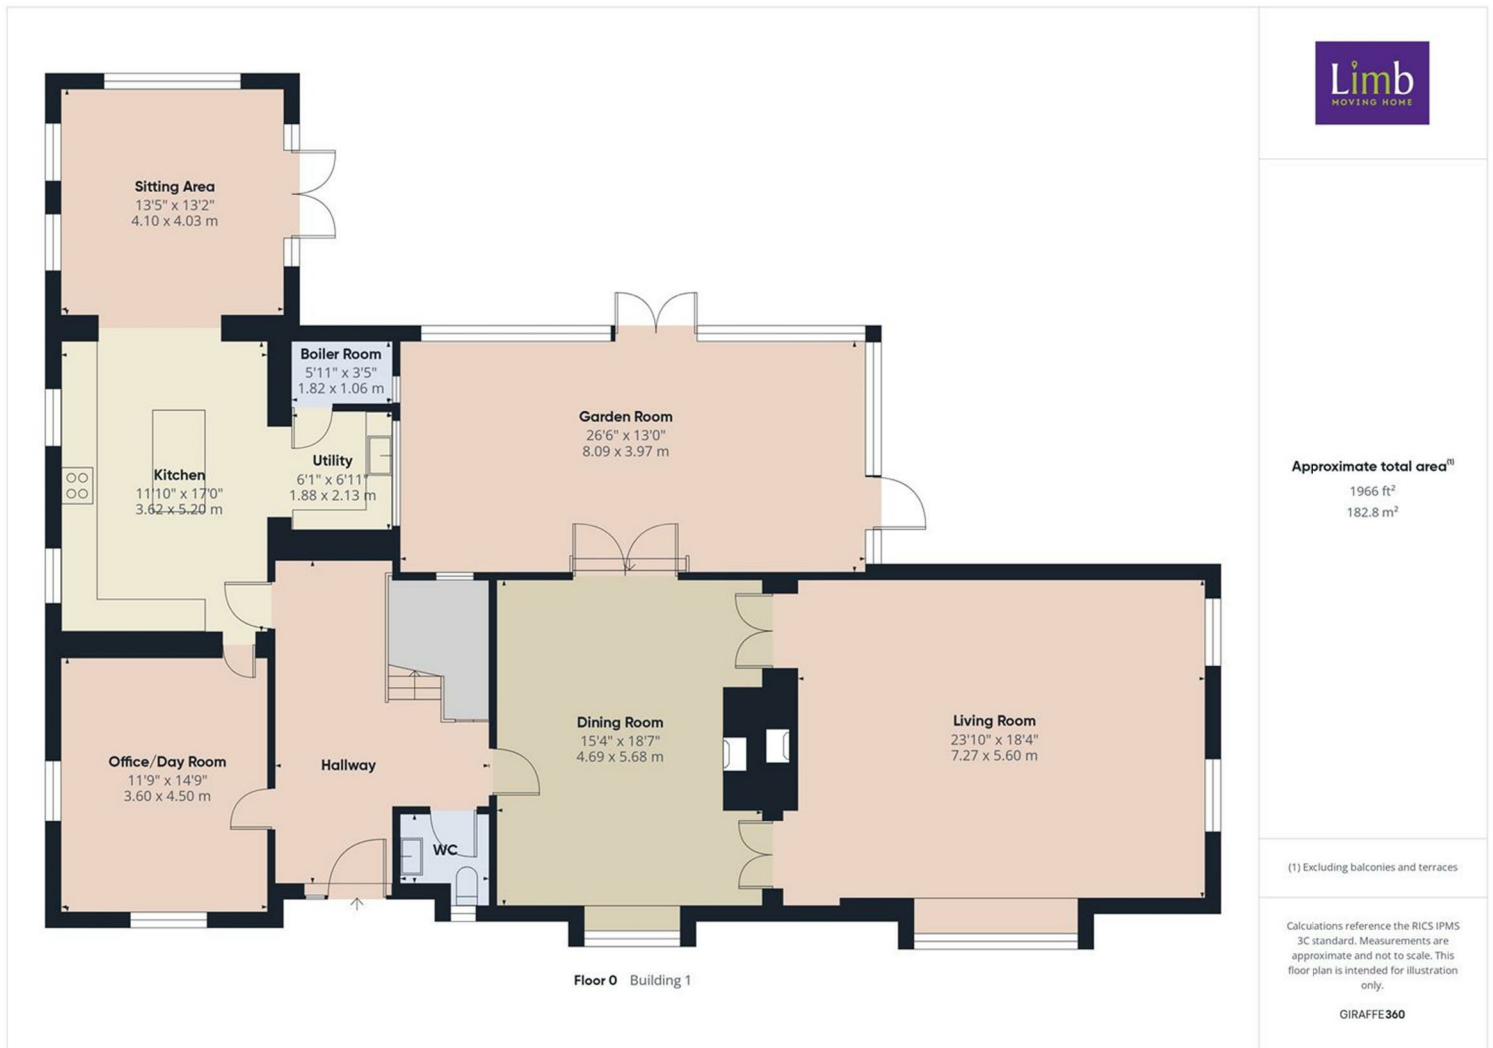 Sitting Area
13'5" x 13'2"
4.10 x 4.03 m
Boiler Room
5'11" x 3'5"
1.82 x 1.06 m
Garden Room
26'6" x 13'0"
8.09 x 3.97 m
Kitchen
11'10" x 17'0"
3.62 x 5.20 m
Utility
6'1" x 6'11"
1.88 x 2.13 m
Office/Day Room
11'9" x 14'9"
3.60 x 4.50 m
Hallway
WC
Dining Room
15'4" x 18'7"
4.69 x 5.68 m
Living Room
23'10" x 18'4"
7.27 x 5.60 m
Floor 0 Building 1
Limb
MOVING HOME
Approximate total area(1)
1966 ft²
182.8 m²
(1) Excluding balconies and terraces
Calculations reference the RICS IPMS
3C standard. Measurements are
approximate and not to scale. This
floor plan is intended for illustration
only.
GIRAFFE360